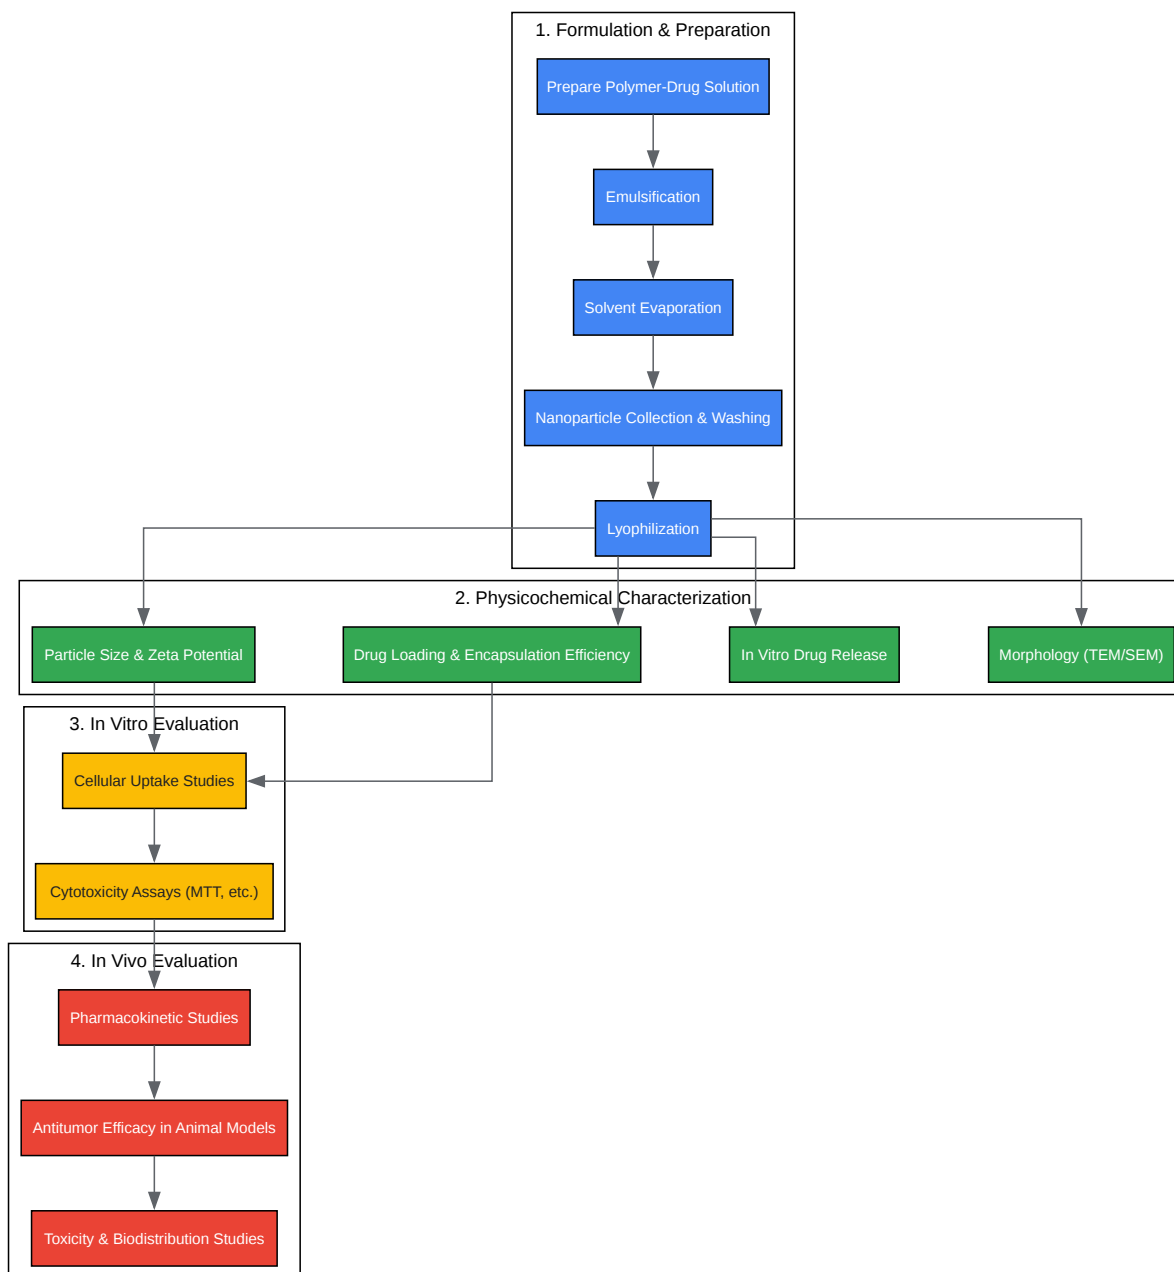 1. Formulation & Preparation
Prepare Polymer-Drug Solution
Emulsification
Solvent Evaporation
Nanoparticle Collection & Washing
Lyophilization
2. Physicochemical Characterization
Particle Size & Zeta Potential
Drug Loading & Encapsulation Efficiency
In Vitro Drug Release
Morphology (TEM/SEM)
3. In Vitro Evaluation
Cellular Uptake Studies
Cytotoxicity Assays (MTT, etc.)
4. In Vivo Evaluation
Pharmacokinetic Studies
Antitumor Efficacy in Animal Models
Toxicity & Biodistribution Studies